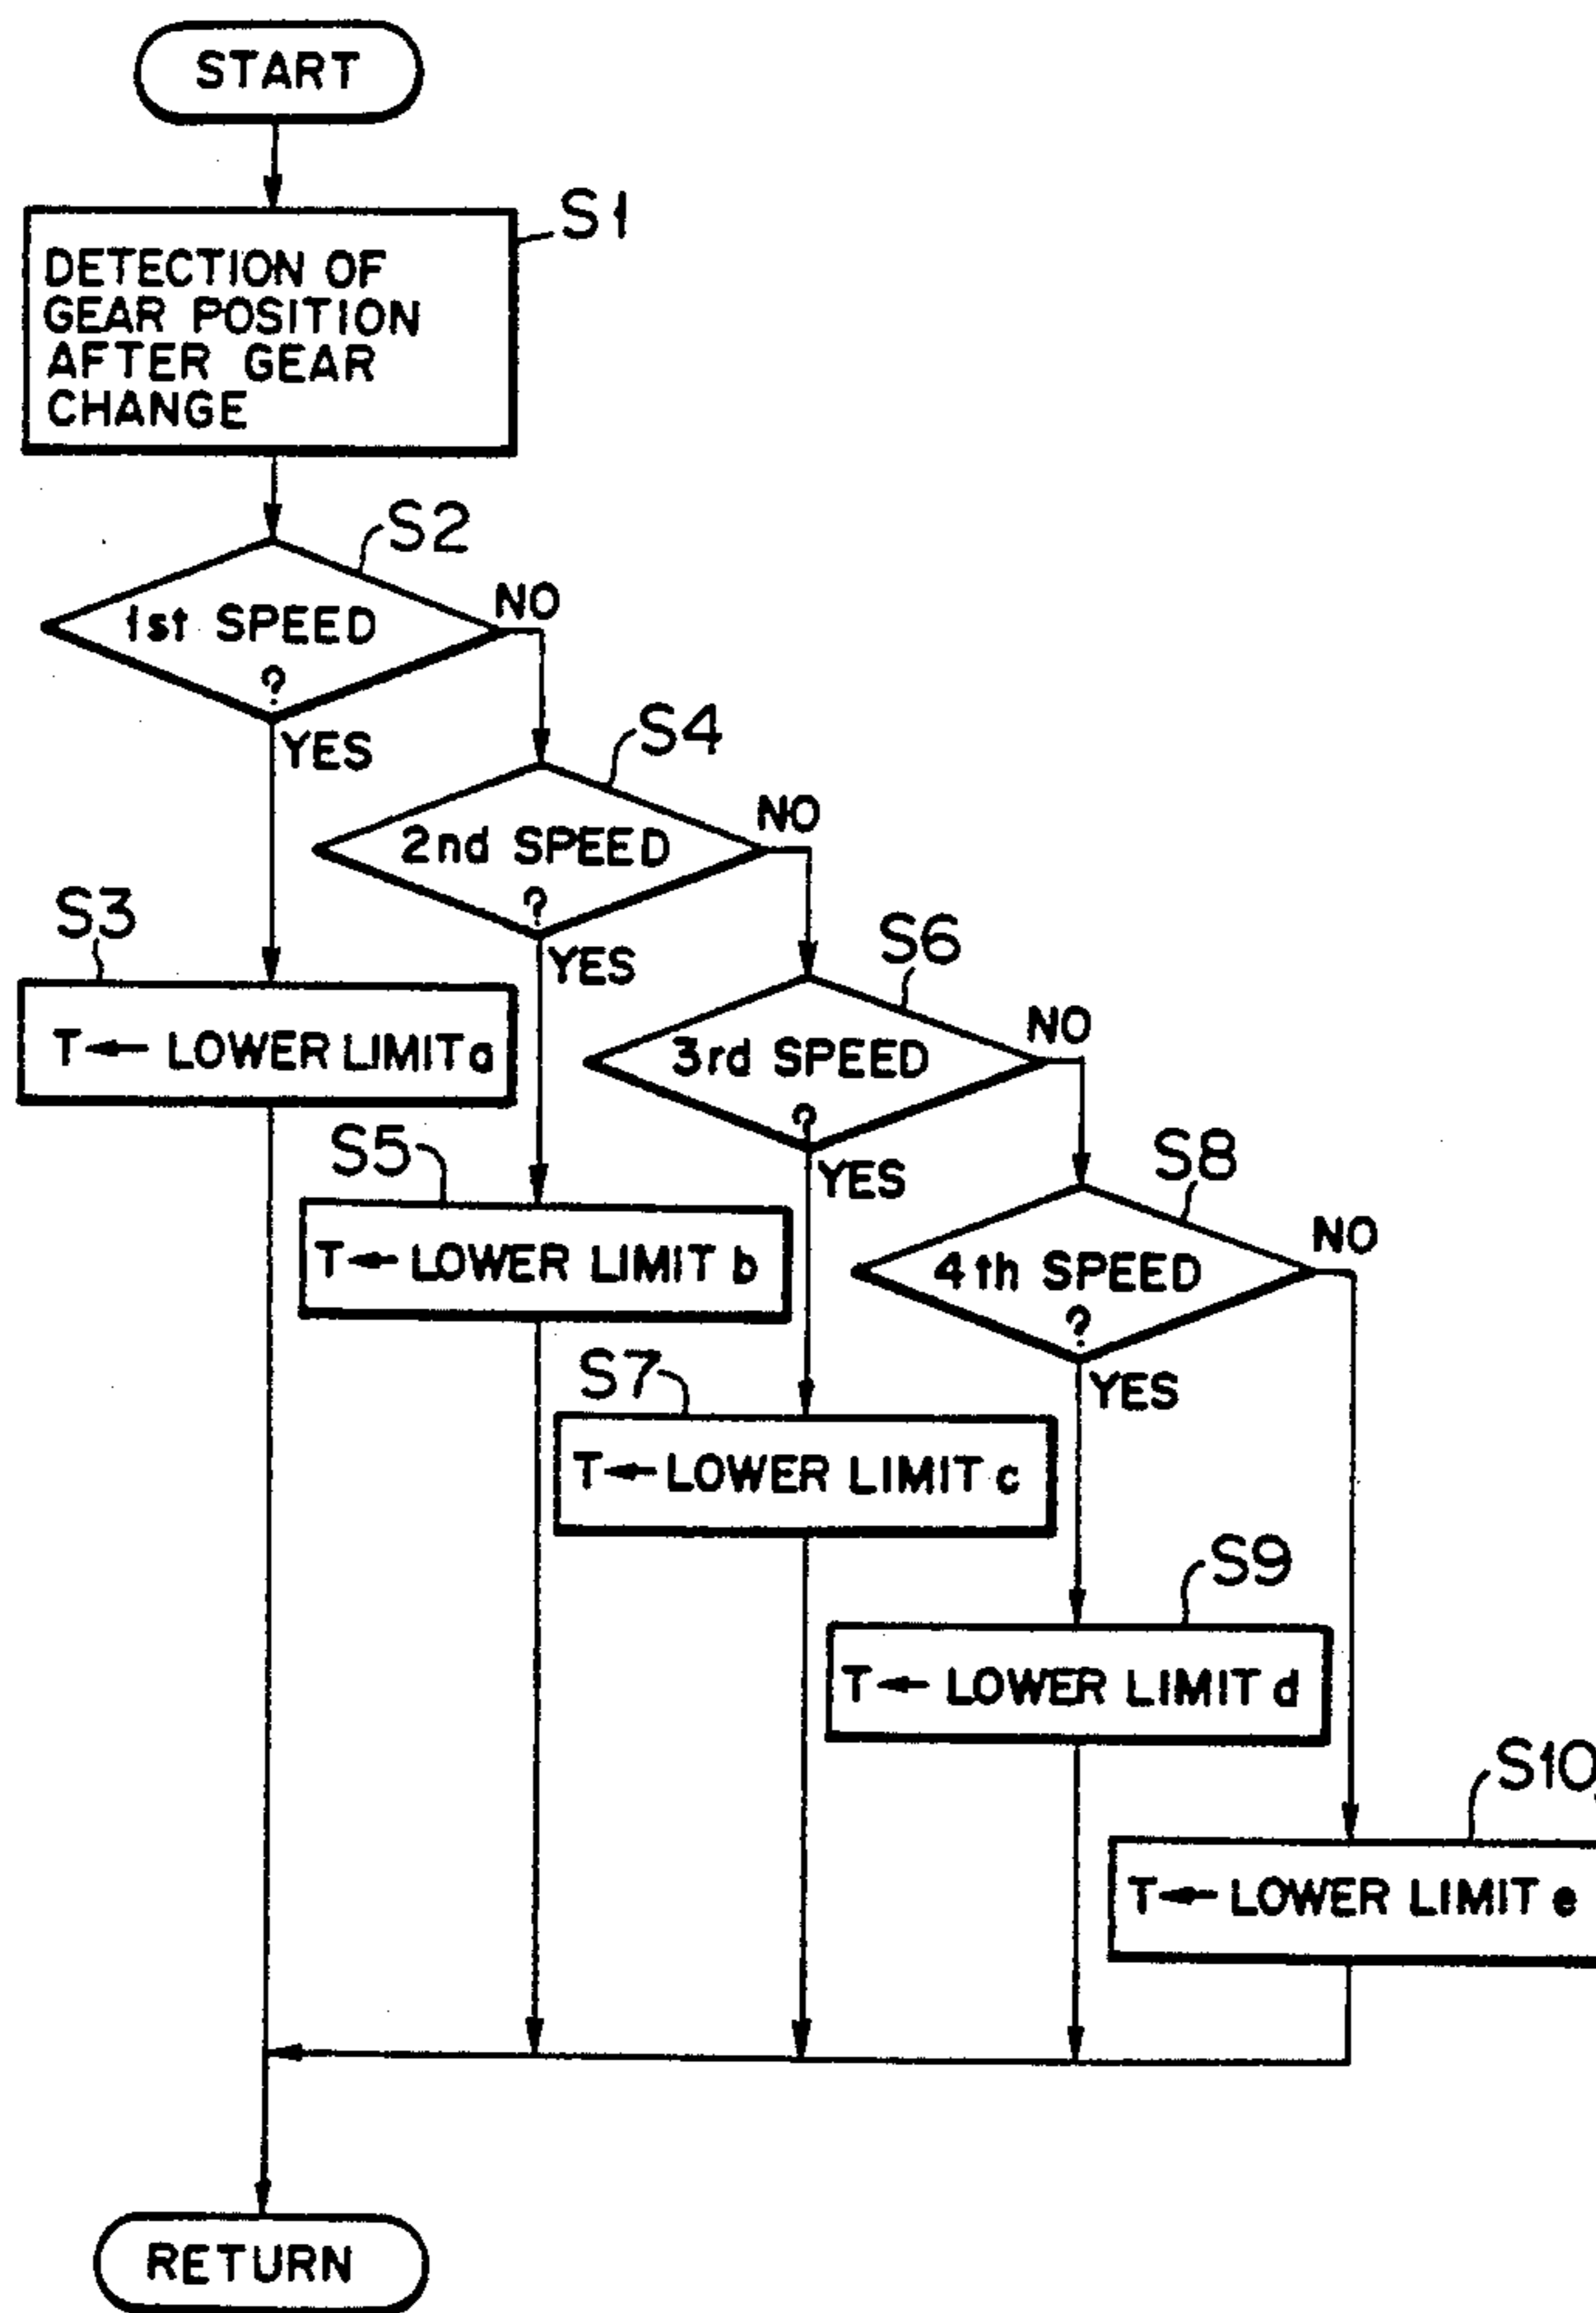 START
S1
DETECTION OF
GEAR POSITION
AFTER GEAR
CHANGE
S2
1st SPEED
?
NO
YES
S4
2nd SPEED
?
NO
YES
S3
T← LOWER LIMIT a
S6
3rd SPEED
?
NO
YES
S5
T← LOWER LIMIT b
S8
4th SPEED
?
NO
YES
S7
T← LOWER LIMIT c
S9
T← LOWER LIMIT d
S10
T← LOWER LIMIT e
RETURN